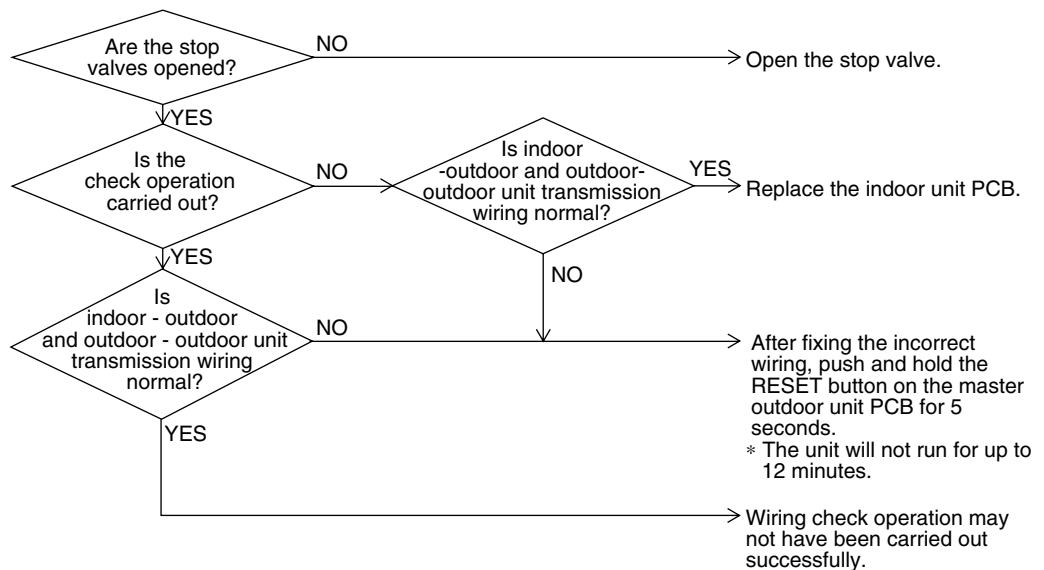 Are the stop
valves opened?
NO
Open the stop valve.
YES
Is the
check operation
carried out?
NO
Is indoor
-outdoor and outdoor-
outdoor unit transmission
wiring normal?
YES
Replace the indoor unit PCB.
YES
NO
Is
indoor - outdoor
and outdoor - outdoor unit
transmission wiring
normal?
NO
After fixing the incorrect
wiring, push and hold the
RESET button on the master
outdoor unit PCB for 5
seconds.
* The unit will not run for up to
12 minutes.
YES
Wiring check operation may
not have been carried out
successfully.